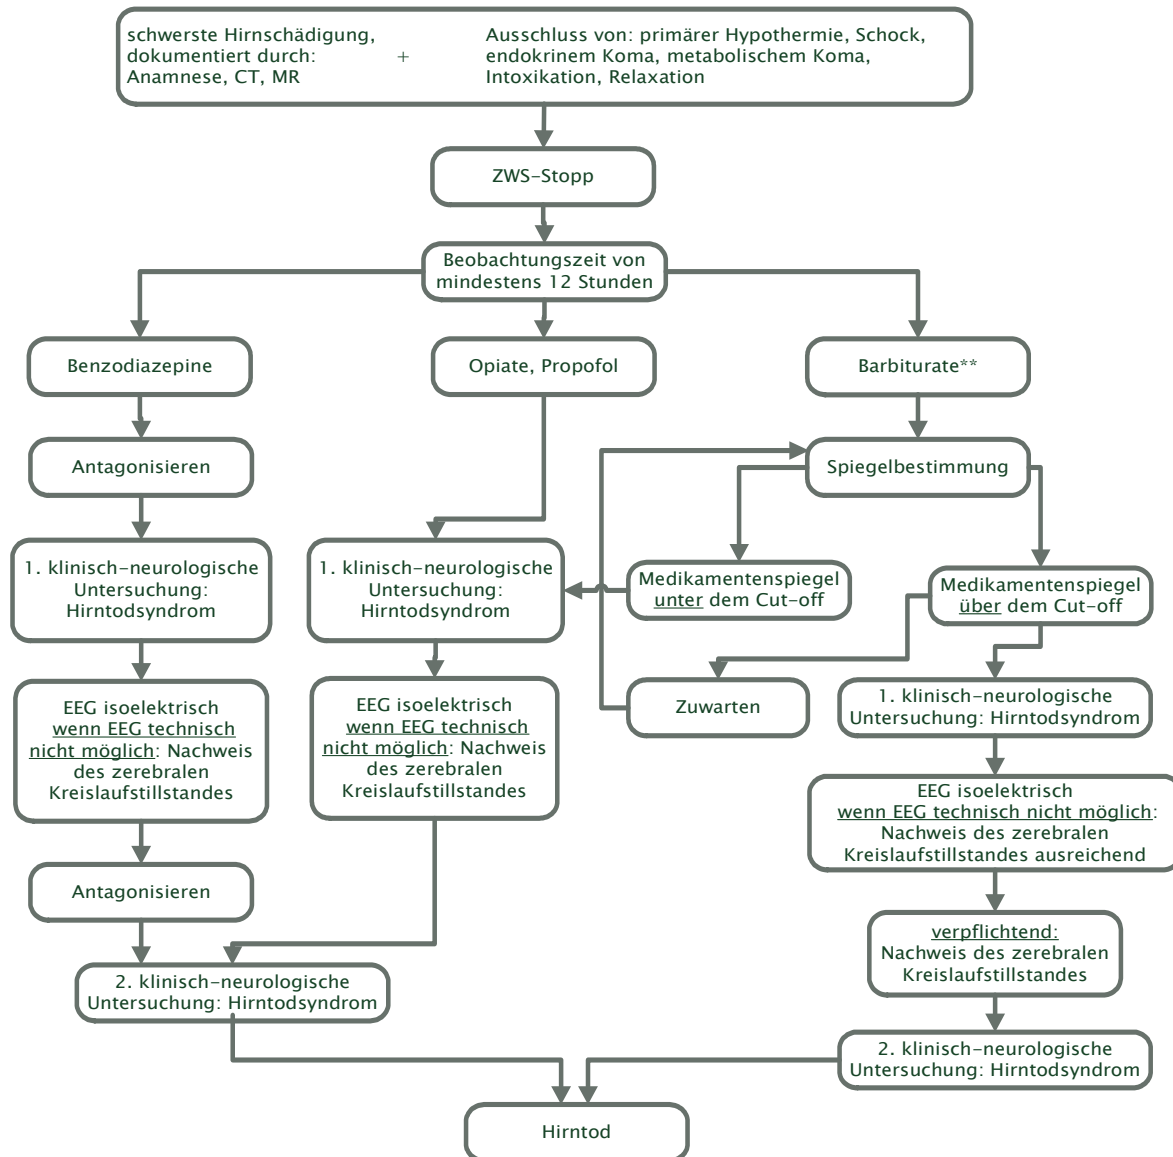 schwerste Hirnschädigung,
dokumentiert durch:
Anamnese, CT, MR
+
Ausschluss von: primärer Hypothermie, Schock,
endokrinem Koma, metabolischem Koma,
Intoxikation, Relaxation
ZWS-Stopp
Beobachtungszeit von
mindestens 12 Stunden
Benzodiazepine
Opiate, Propofol
Barbiturate**
Antagonisieren
Spiegelbestimmung
1. klinisch-neurologische
Untersuchung:
Hirntodsyndrom
1. klinisch-neurologische
Untersuchung:
Hirntodsyndrom
Medikamentenspiegel
unter dem Cut-off
Medikamentenspiegel
über dem Cut-off
EEG isoelektrisch
wenn EEG technisch
nicht möglich: Nachweis
des zerebralen
Kreislaufstillstandes
EEG isoelektrisch
wenn EEG technisch
nicht möglich: Nachweis
des zerebralen
Kreislaufstillstandes
Zuwarten
1. klinisch-neurologische
Untersuchung: Hirntodsyndrom
EEG isoelektrisch
wenn EEG technisch nicht möglich:
Nachweis des zerebralen
Kreislaufstillstandes ausreichend
Antagonisieren
verpflichtend:
Nachweis des zerebralen
Kreislaufstillstandes
2. klinisch-neurologische
Untersuchung: Hirntodsyndrom
2. klinisch-neurologische
Untersuchung: Hirntodsyndrom
Hirntod